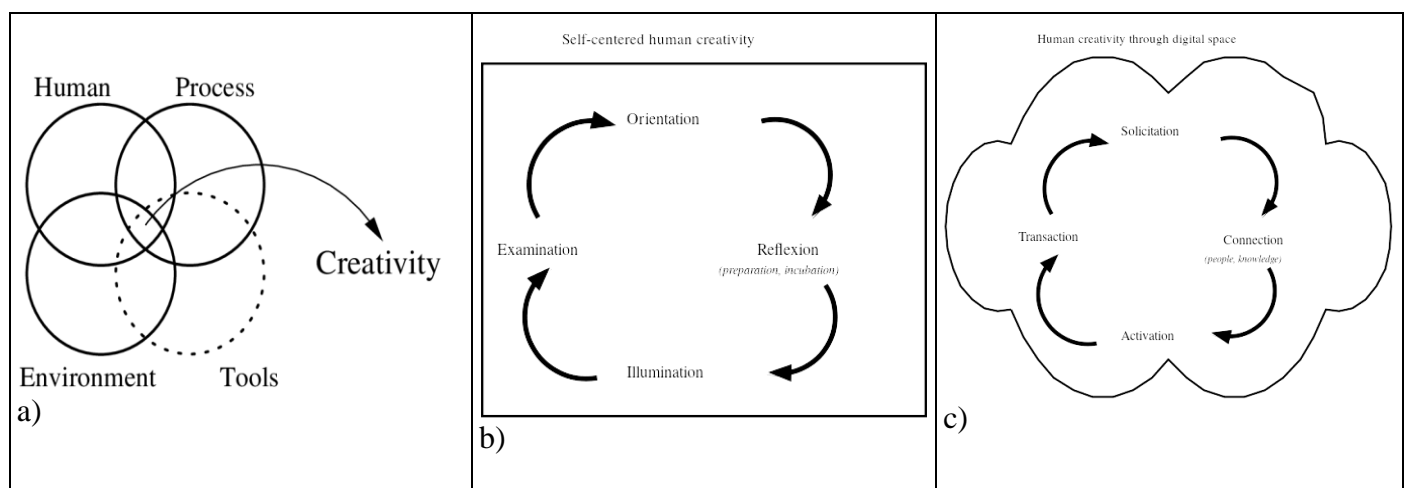 Human
Process
Creativity
Environment
Tools
a)
Self-centered human creativity
Orientation
Examination
Reflexion
(preparation, incubation)
Illumination
b)
Human creativity through digital space
Solicitation
Transaction
Connection
(people, knowledge)
Activation
c)